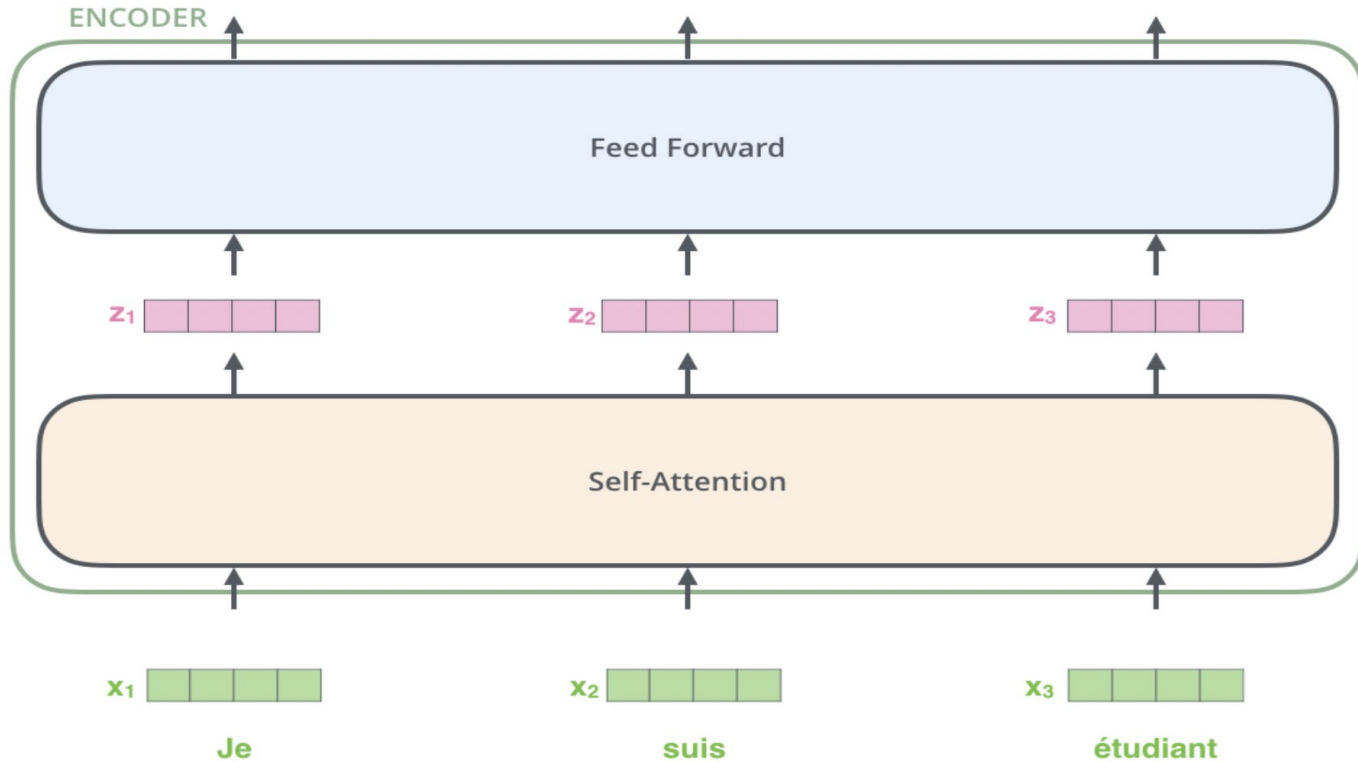 ENCODER
Feed Forward
z₁ z₂ z₃
Self-Attention
x₁ x₂ x₃
Je suis étudiant